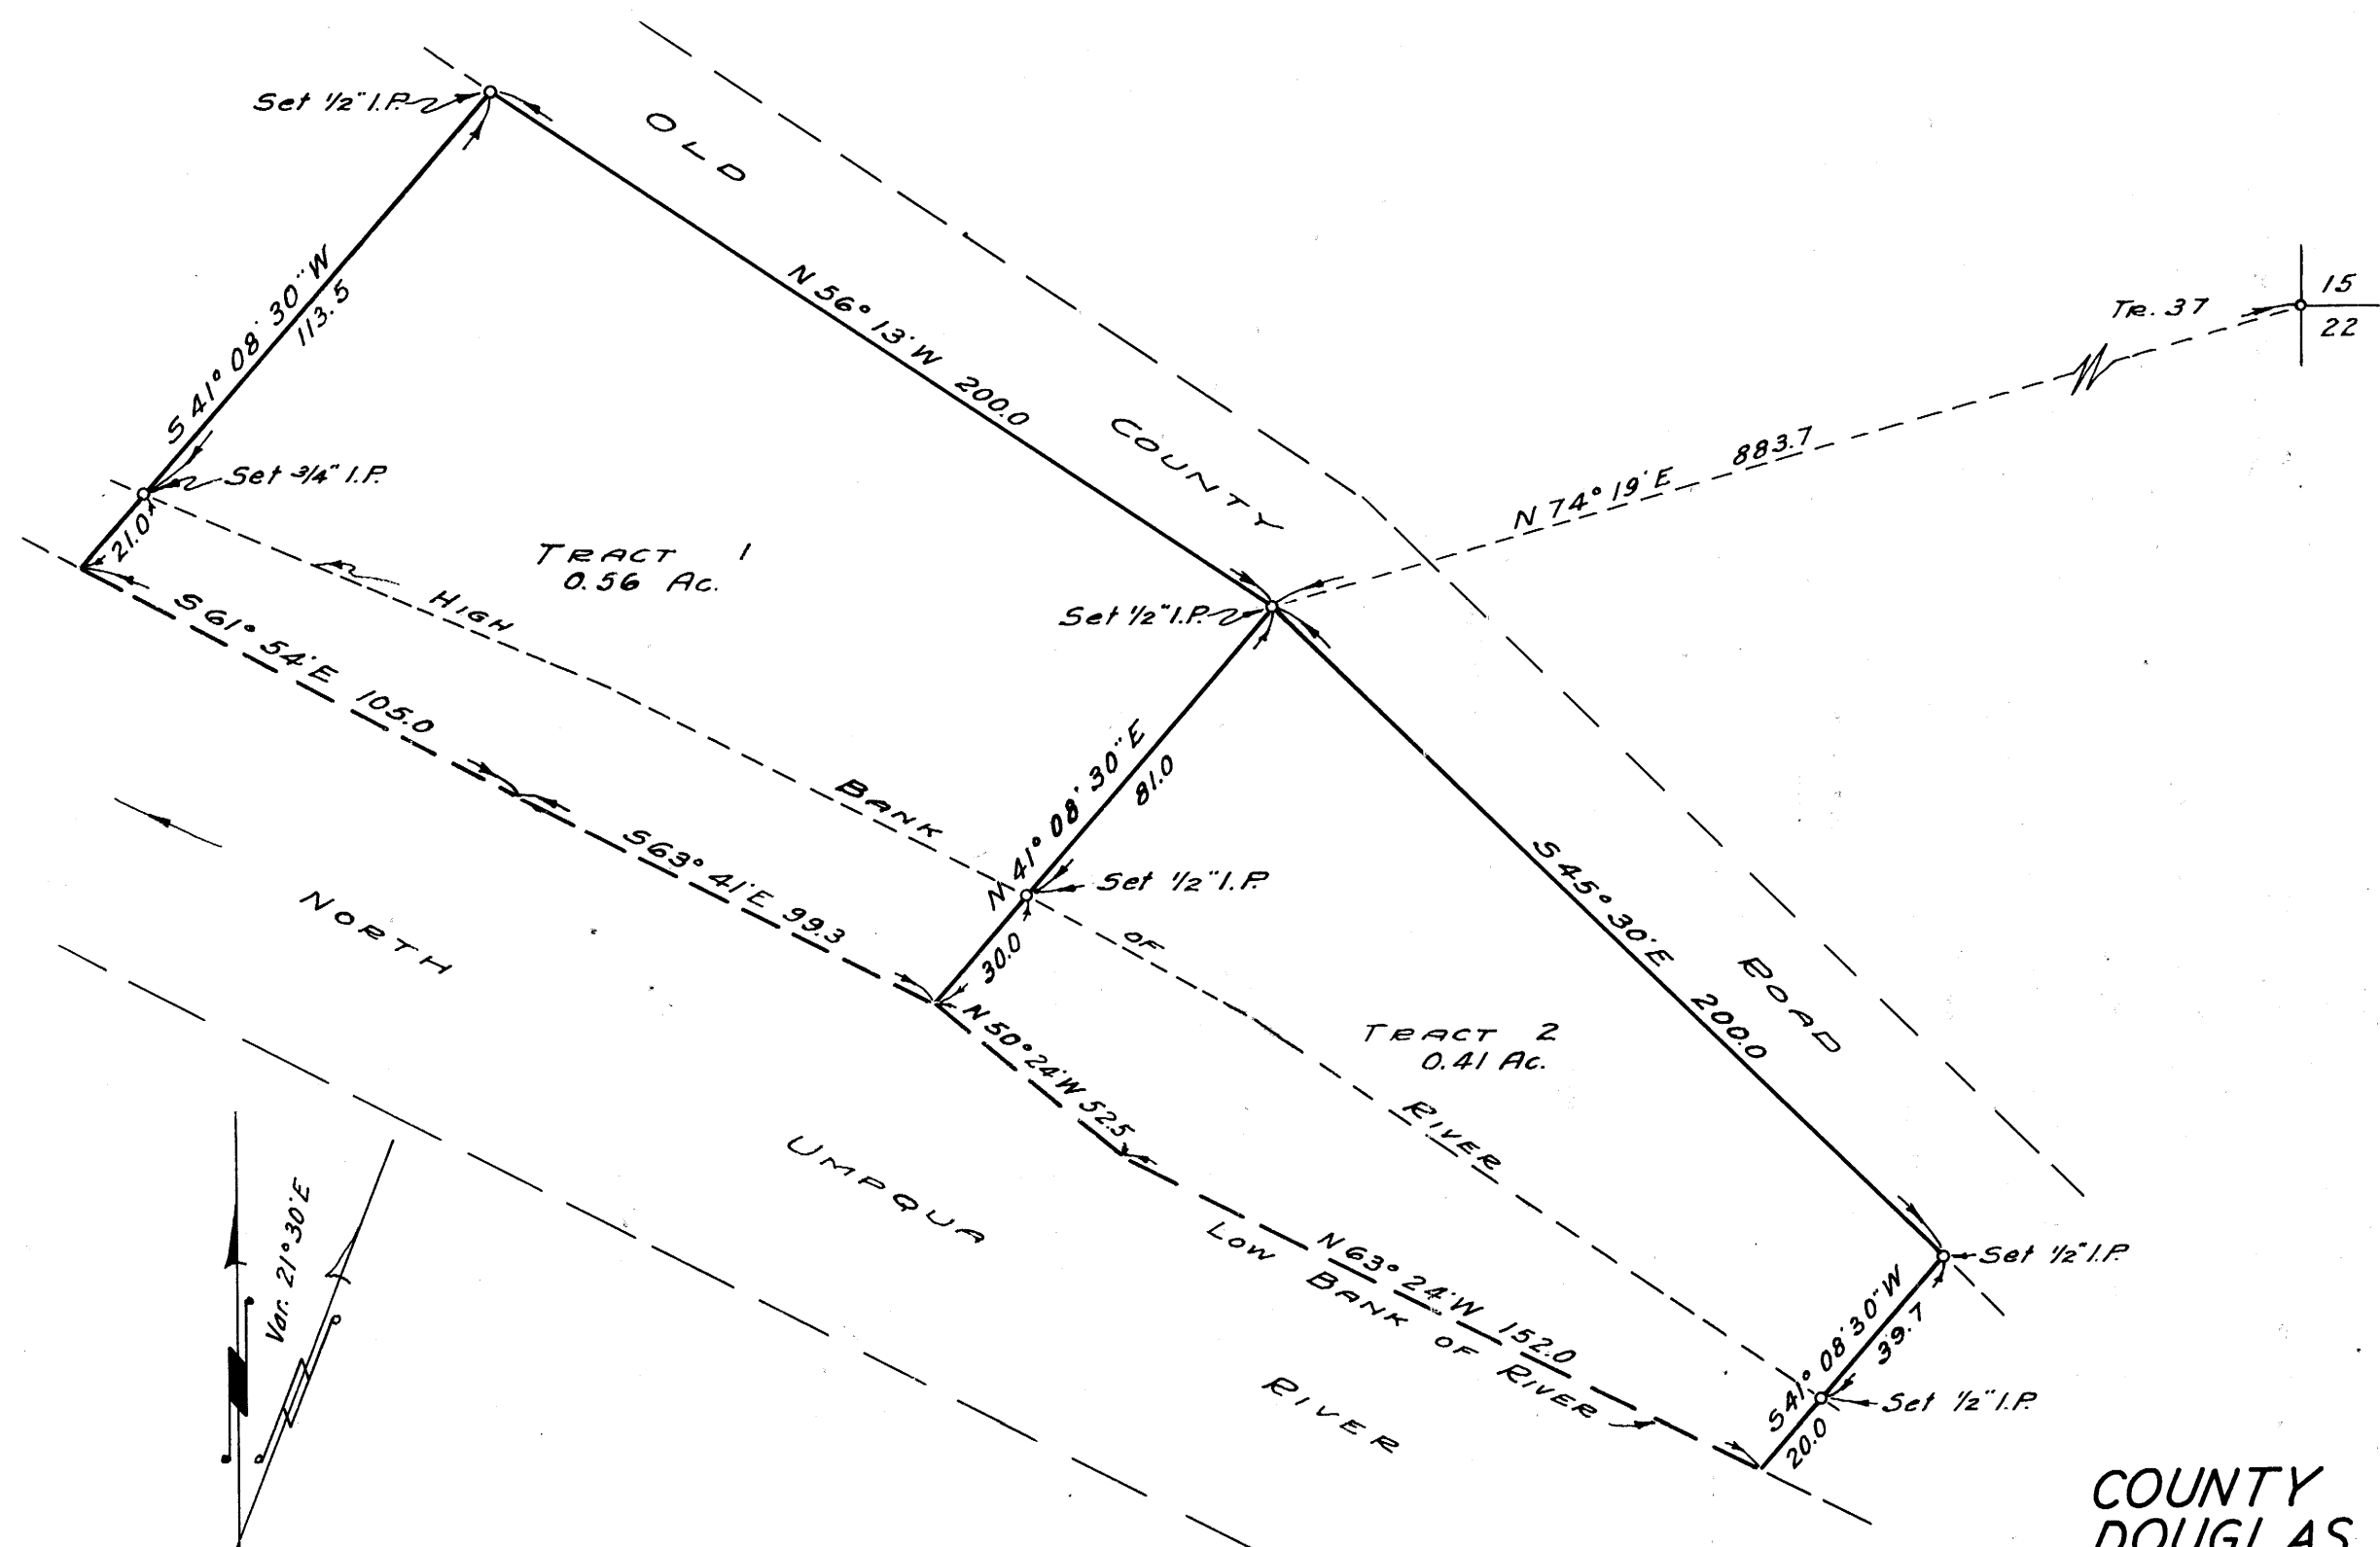 Set 1/2" I.P.
OLD
COUNTY
ROAD
S 41° 08' 30" W
113.5
N 56° 13' W 200.0
Tr. 37
15
22
N 74° 19' E 883.7
Set 3/4" I.P.
21.0
TRACT 1
0.56 Ac.
Set 1/2" I.P.
HIGH
BANK
OF
RIVER
S 61° 54' E 105.0
S 63° 41' E 99.3
N 41° 08' 30" E
81.0
Set 1/2" I.P.
30.0
S 45° 30' E 200.0
NORTH
UMPQUA
RIVER
N 50° 24' W 52.5
TRACT 2
0.41 Ac.
N 63° 24' W 152.0
LOW BANK OF RIVER
Var. 21° 30' E
Set 1/2" I.P.
S 41° 08' 30" W
39.7
Set 1/2" I.P.
20.0
COUNTY
DOUGLAS